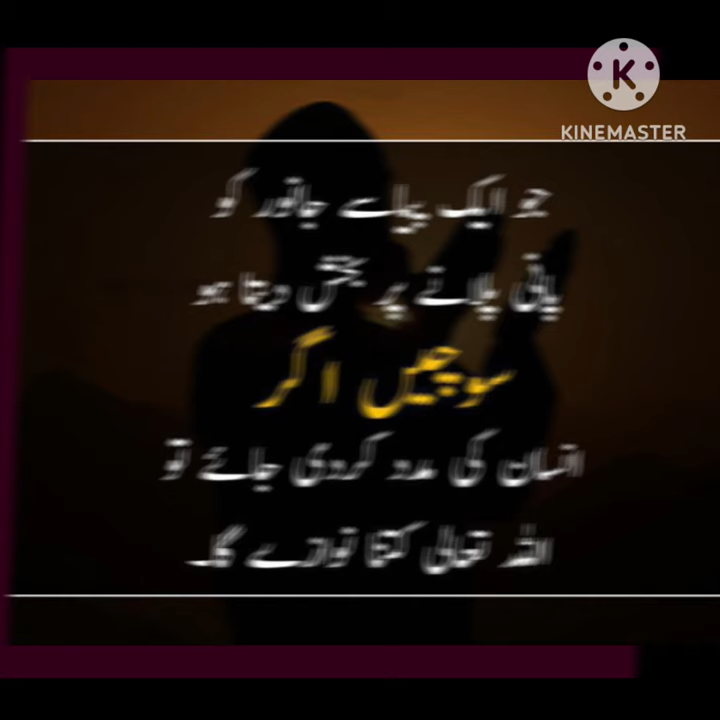 KINEMASTER
جو ایک پیاسے جانور کو
پانی پلانے پر بخش دیتا ہو
سوچیں اگر
انسان کی مدد کردی جائے تو
اللہ تعالی کتنا نوازے گا۔